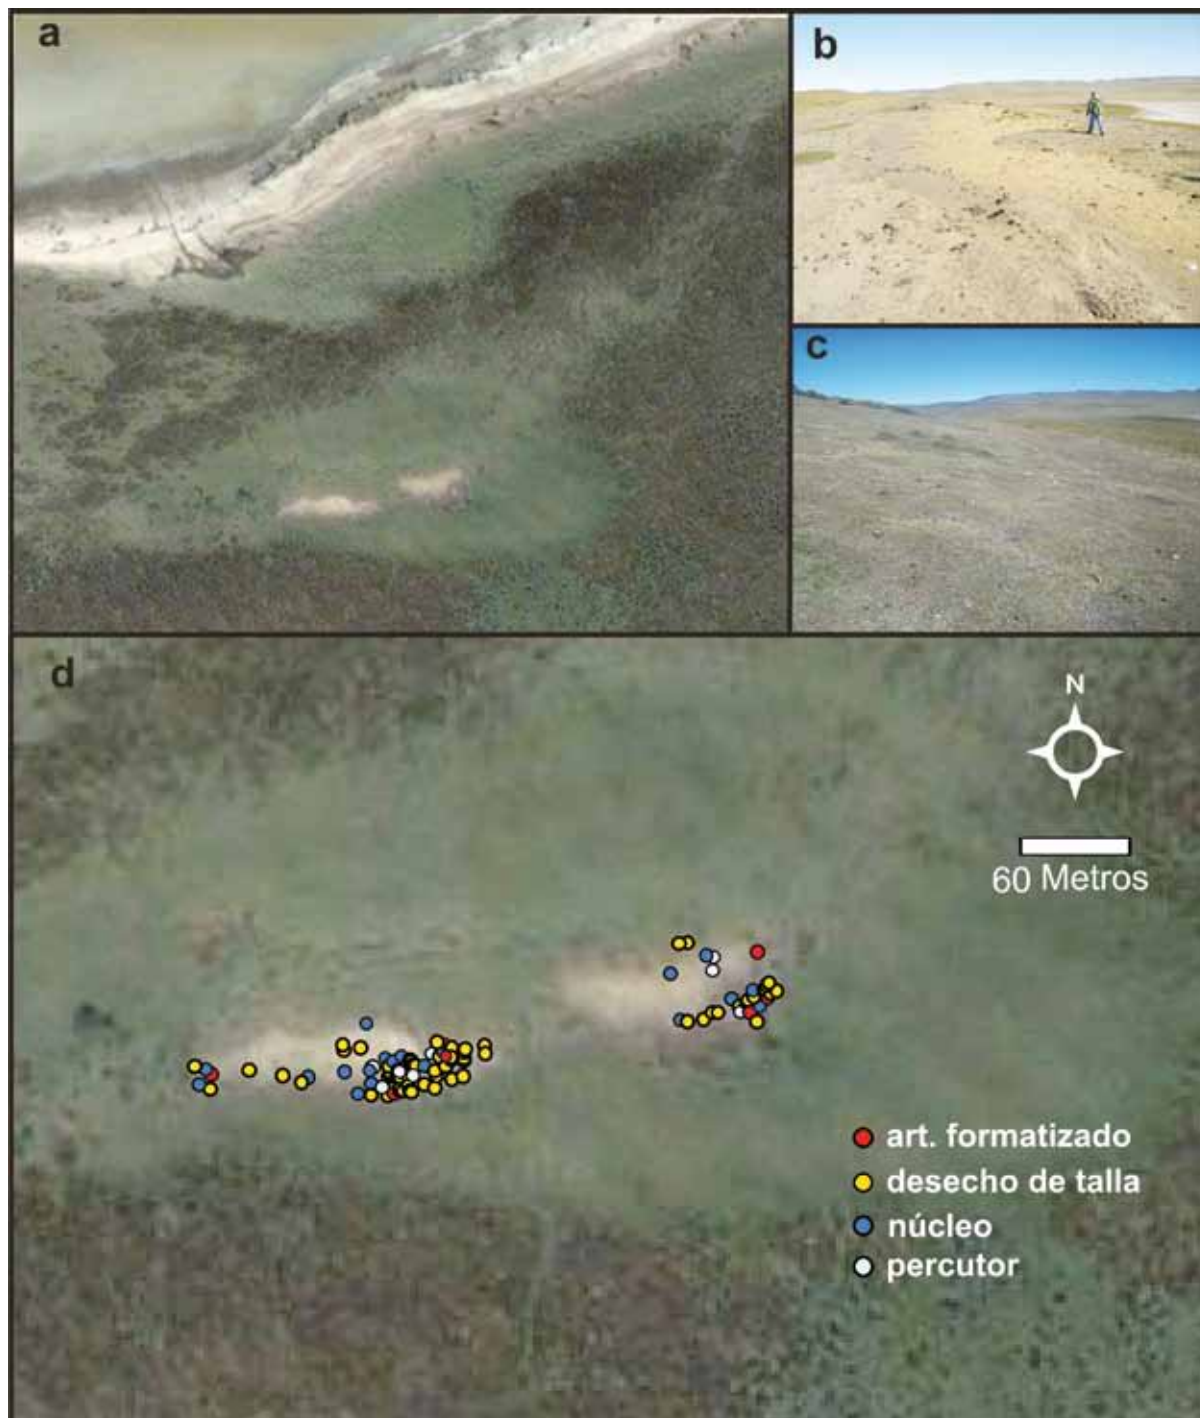 a
b
c
d
N
60 Metros
art. formatizado
desecho de talla
núcleo
percutor